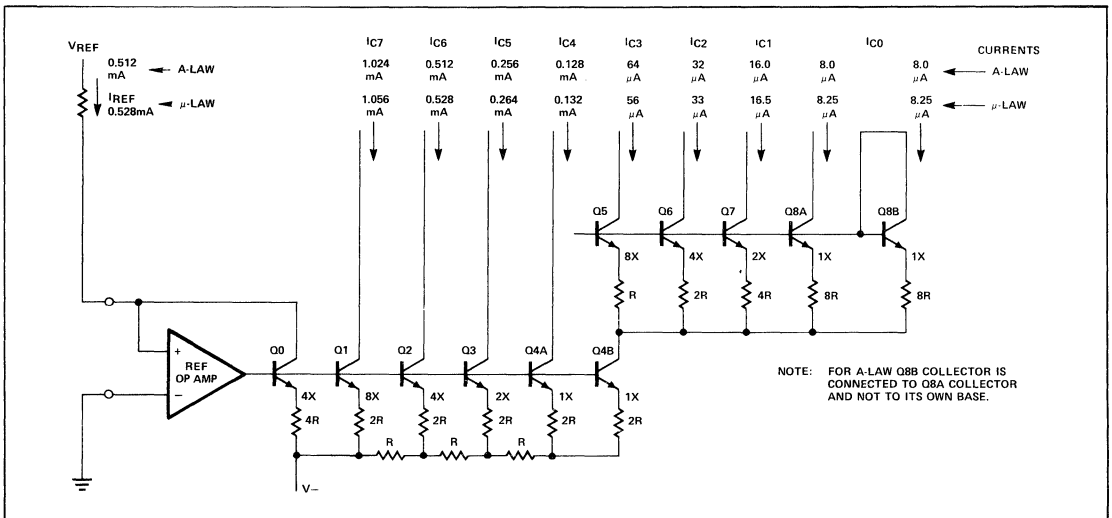 IC7 IC6 IC5 IC4 IC3 IC2 IC1 IC0
VREF
CURRENTS
0.512 mA A-LAW
1.024 mA 0.512 mA 0.256 mA 0.128 mA 64 μA 32 μA 16.0 μA 8.0 μA 8.0 μA A-LAW
IREF 0.528mA μ-LAW
1.056 mA 0.528 mA 0.264 mA 0.132 mA 56 μA 33 μA 16.5 μA 8.25 μA 8.25 μA μ-LAW
Q5 Q6 Q7 Q8A Q8B
8X 4X 2X 1X 1X
R 2R 4R 8R 8R
+
REF
OP AMP
−
Q0 Q1 Q2 Q3 Q4A Q4B
4X 8X 4X 2X 1X 1X
4R 2R 2R 2R 2R 2R
R R R
V−
NOTE: FOR A-LAW Q8B COLLECTOR IS
CONNECTED TO Q8A COLLECTOR
AND NOT TO ITS OWN BASE.